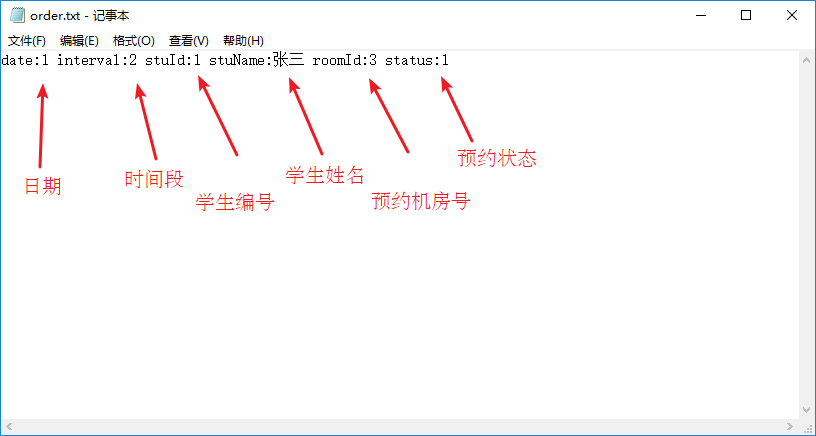 order.txt - 记事本
文件(F) 编辑(E) 格式(O) 查看(V) 帮助(H)
date:1 interval:2 stuId:1 stuName:张三 roomId:3 status:1
日期
时间段
学生编号
学生姓名
预约机房号
预约状态